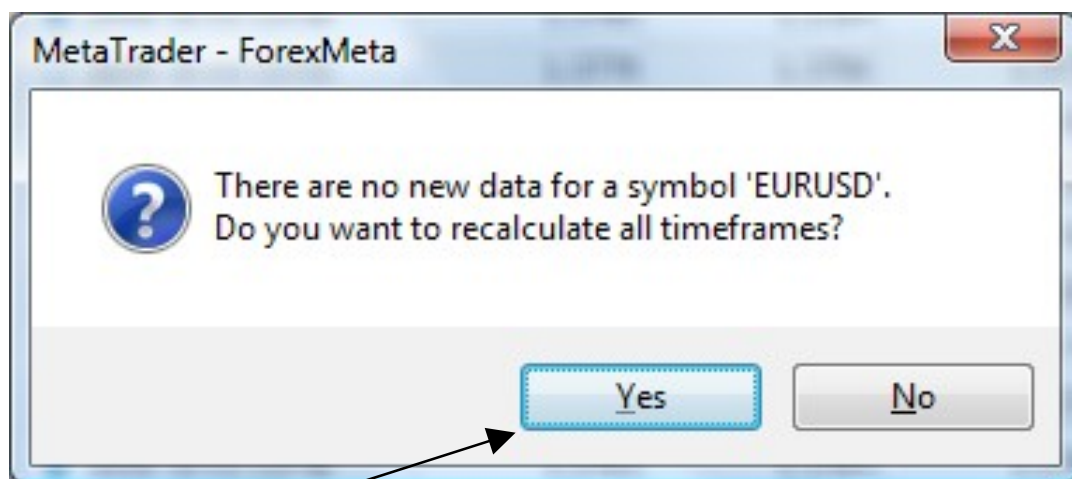 MetaTrader - ForexMeta
There are no new data for a symbol 'EURUSD'.
Do you want to recalculate all timeframes?
Yes
No